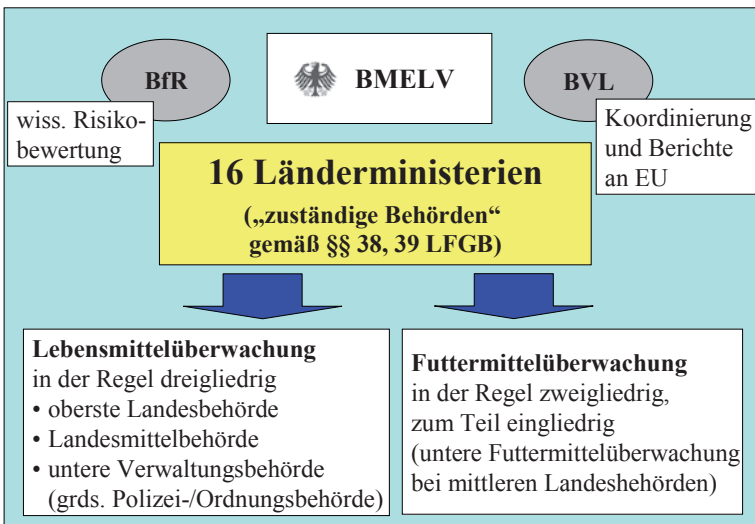 BfR
BMELV
BVL
wiss. Risiko-
bewertung
Koordinierung
und Berichte
an EU
16 Länderministerien
(„zuständige Behörden“
gemäß §§ 38, 39 LFGB)
Lebensmittelüberwachung
in der Regel dreigliedrig
• oberste Landesbehörde
• Landesmittelbehörde
• untere Verwaltungsbehörde
(grds. Polizei-/Ordnungsbehörde)
Futtermittelüberwachung
in der Regel zweigliedrig,
zum Teil eingliedrig
(untere Futtermittelüberwachung
bei mittleren Landeshehörden)